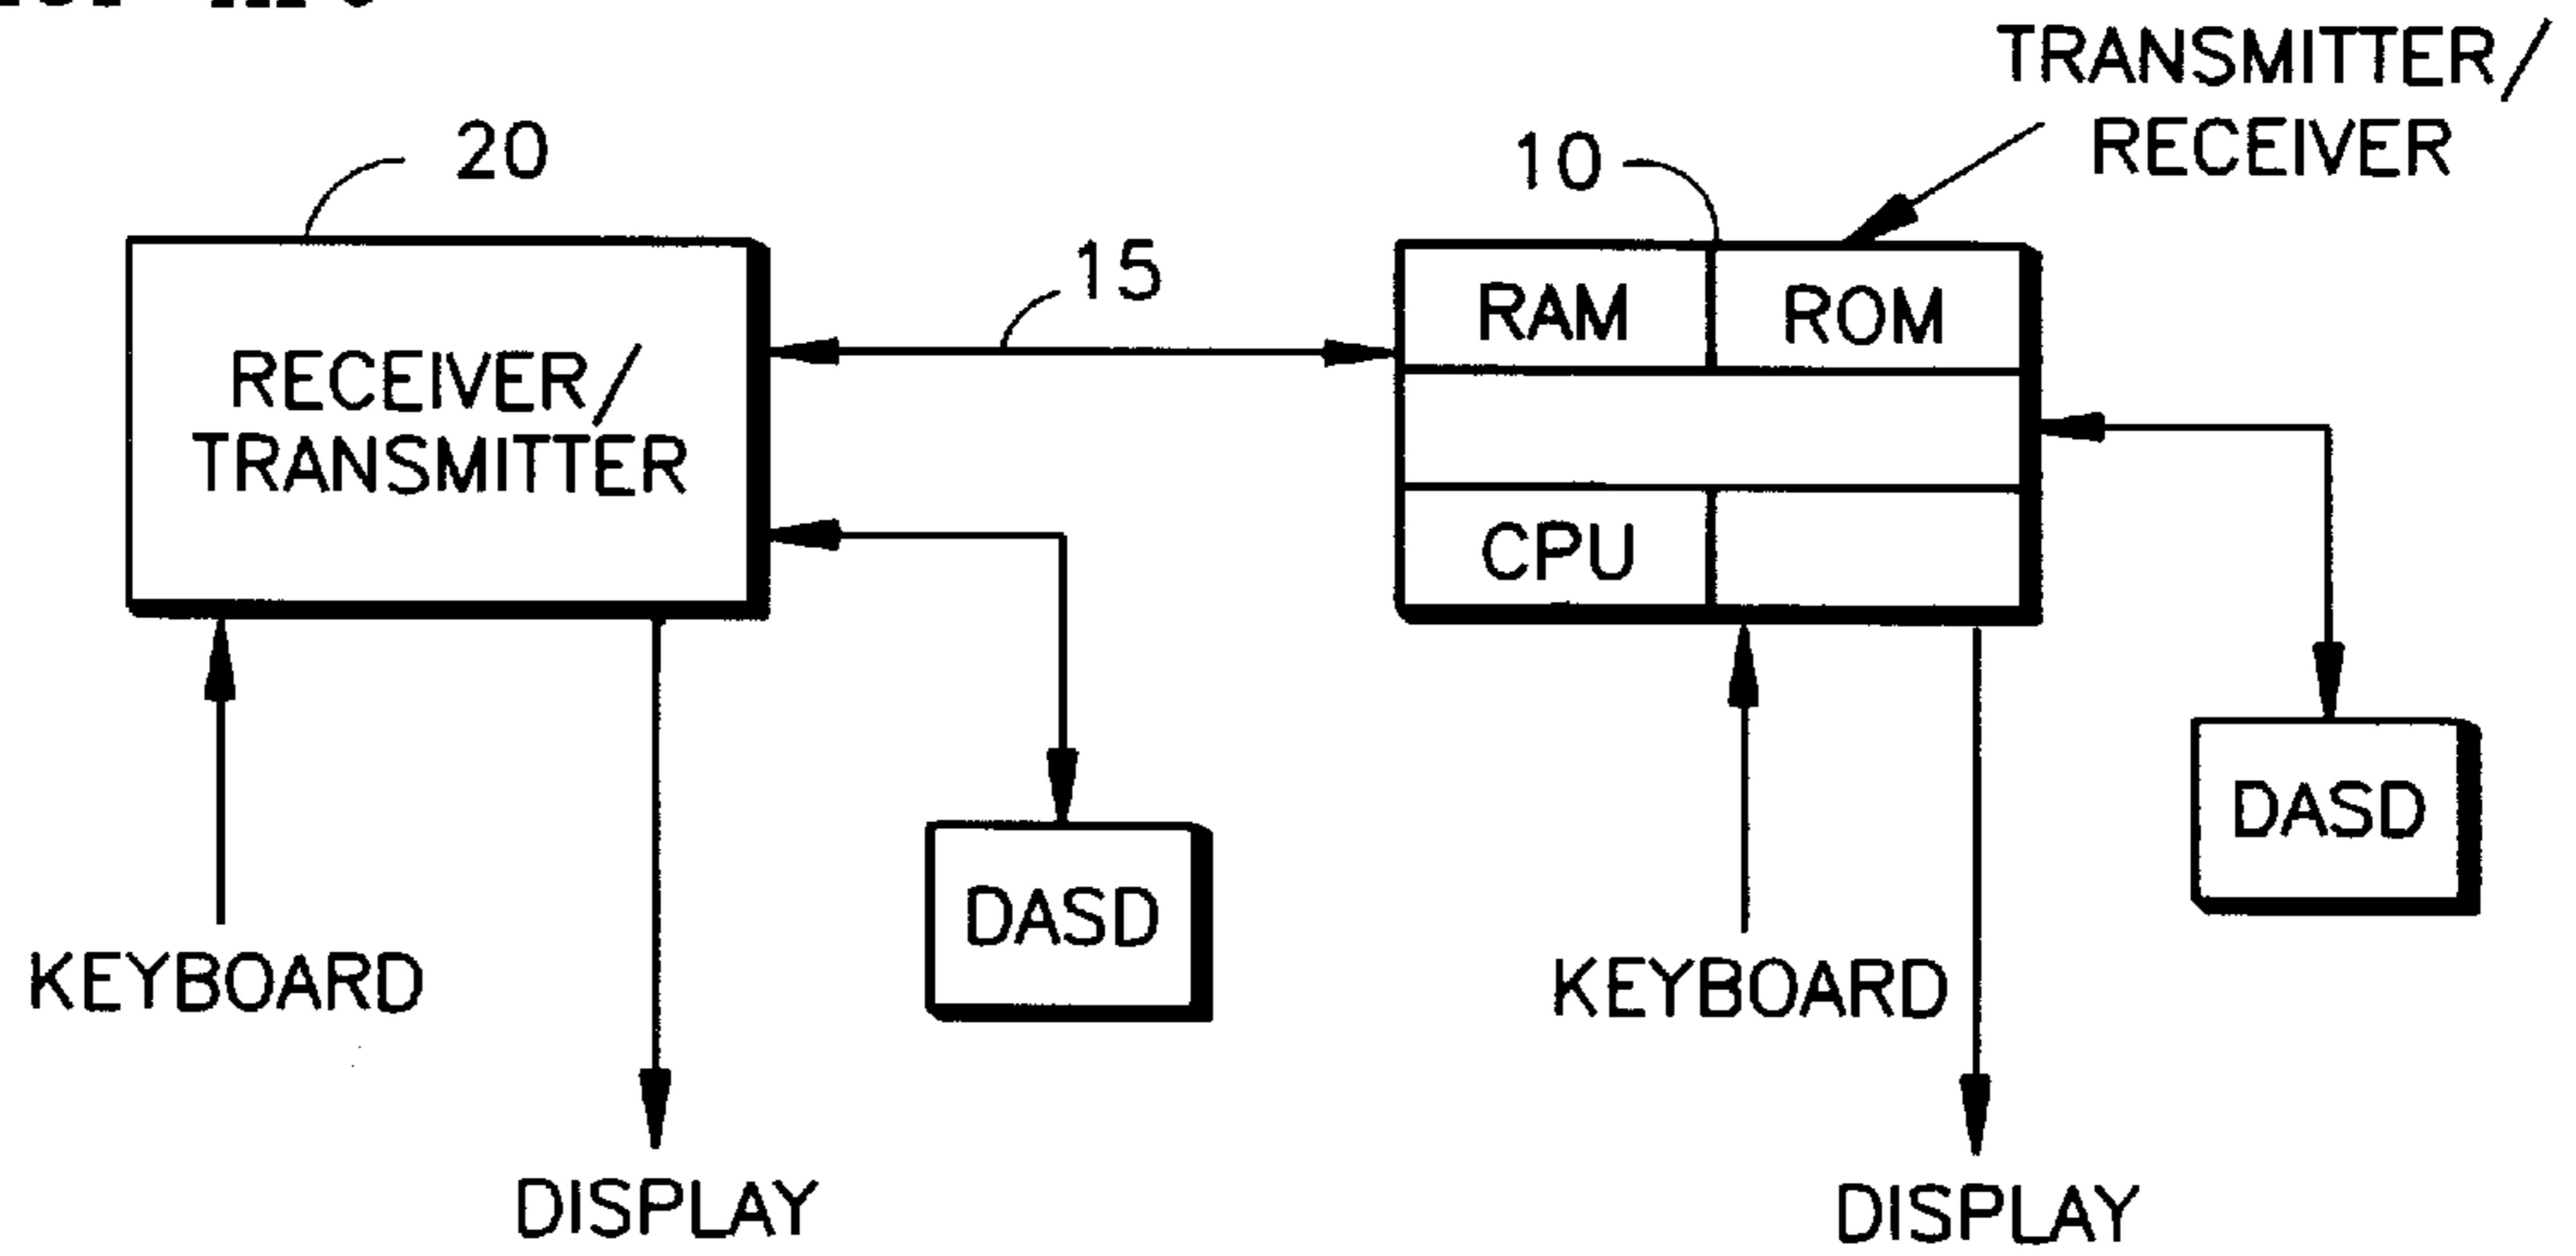 TRANSMITTER/
RECEIVER
20
10
15
RAM
ROM
RECEIVER/
TRANSMITTER
CPU
DASD
DASD
KEYBOARD
KEYBOARD
DISPLAY
DISPLAY